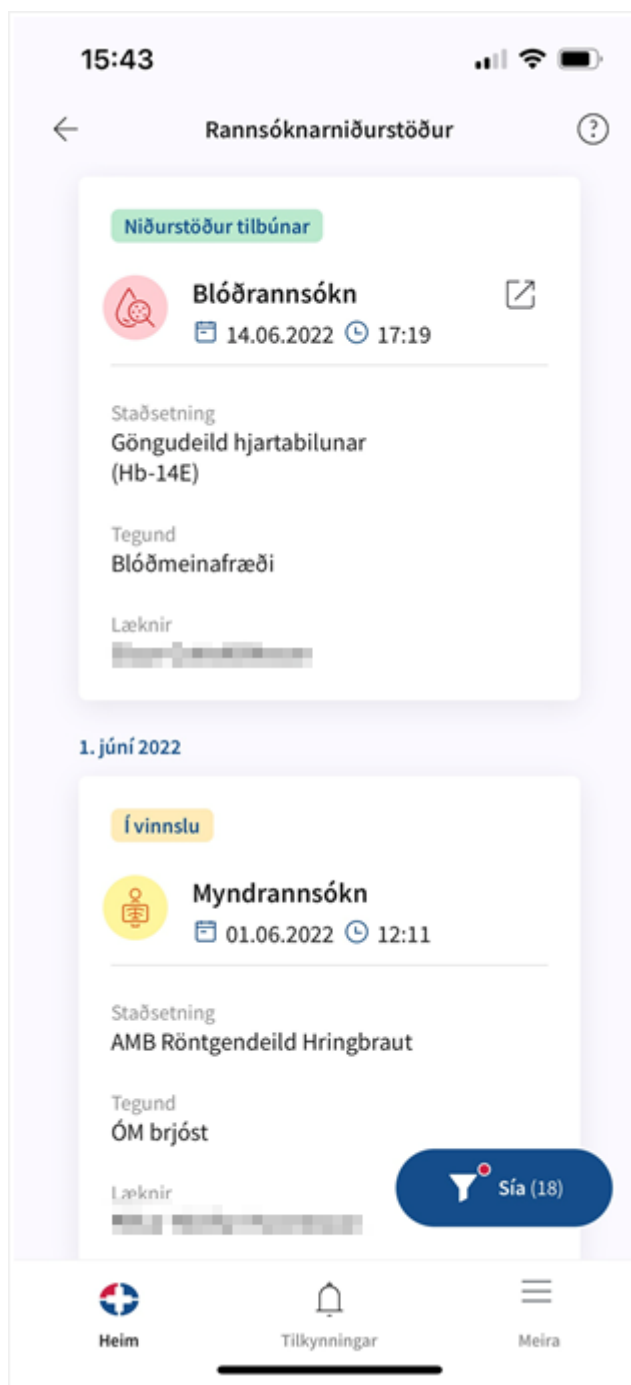 15:43
Rannsóknarniðurstöður
Niðurstöður tilbúnar
Blóðrannsókn
14.06.2022 17:19
Staðsetning
Göngudeild hjartabilunar
(Hb-14E)
Tegund
Blóðmeinafræði
Læknir
1. júní 2022
Í vinnslu
Myndrannsókn
01.06.2022 12:11
Staðsetning
AMB Röntgendeild Hringbraut
Tegund
ÓM brjóst
Læknir
Sía (18)
Heim
Tilkynningar
Meira